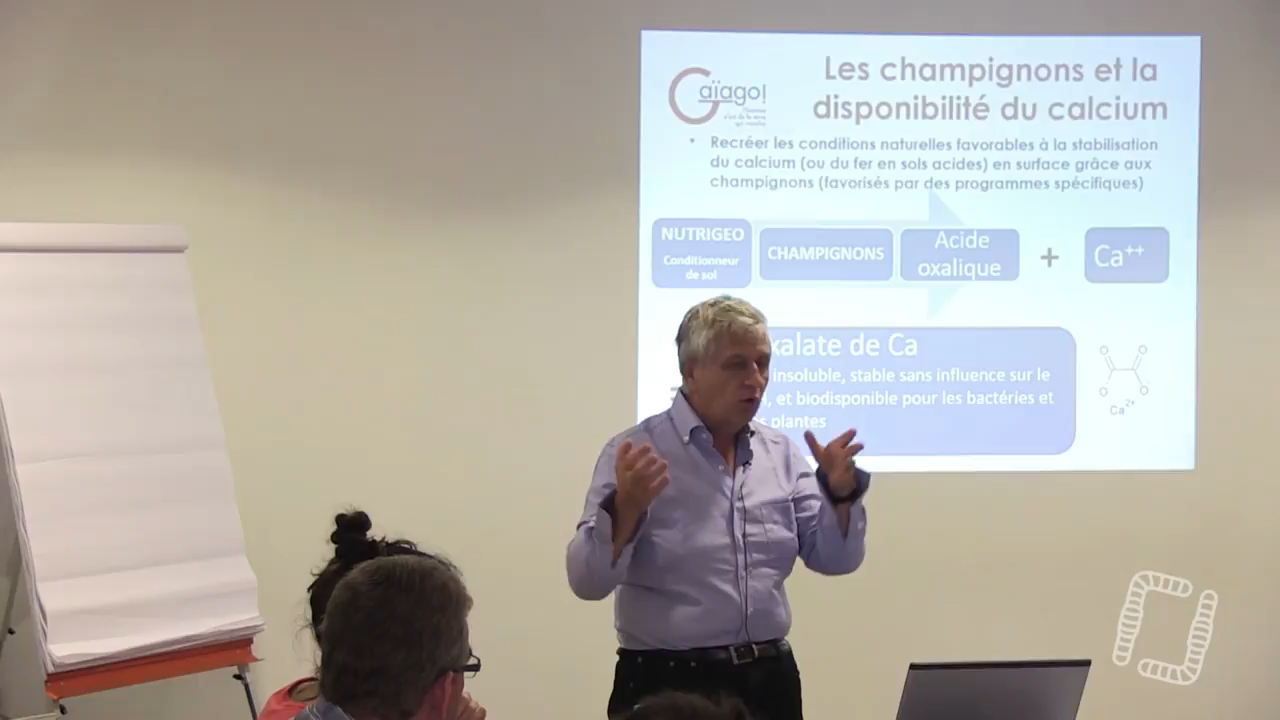 Gaïago!
Les champignons et la
disponibilité du calcium
• Recréer les conditions naturelles favorables à la stabilisation
du calcium (ou du fer en sols acides) en surface grâce aux
champignons (favorisés par des programmes spécifiques)
NUTRIGEO
Conditionneur
de sol
CHAMPIGNONS
Acide
oxalique
+
Ca++
xalate de Ca
insoluble, stable sans influence sur le
, et biodisponible pour les bactéries et
s plantes
O O
O O
Ca2+